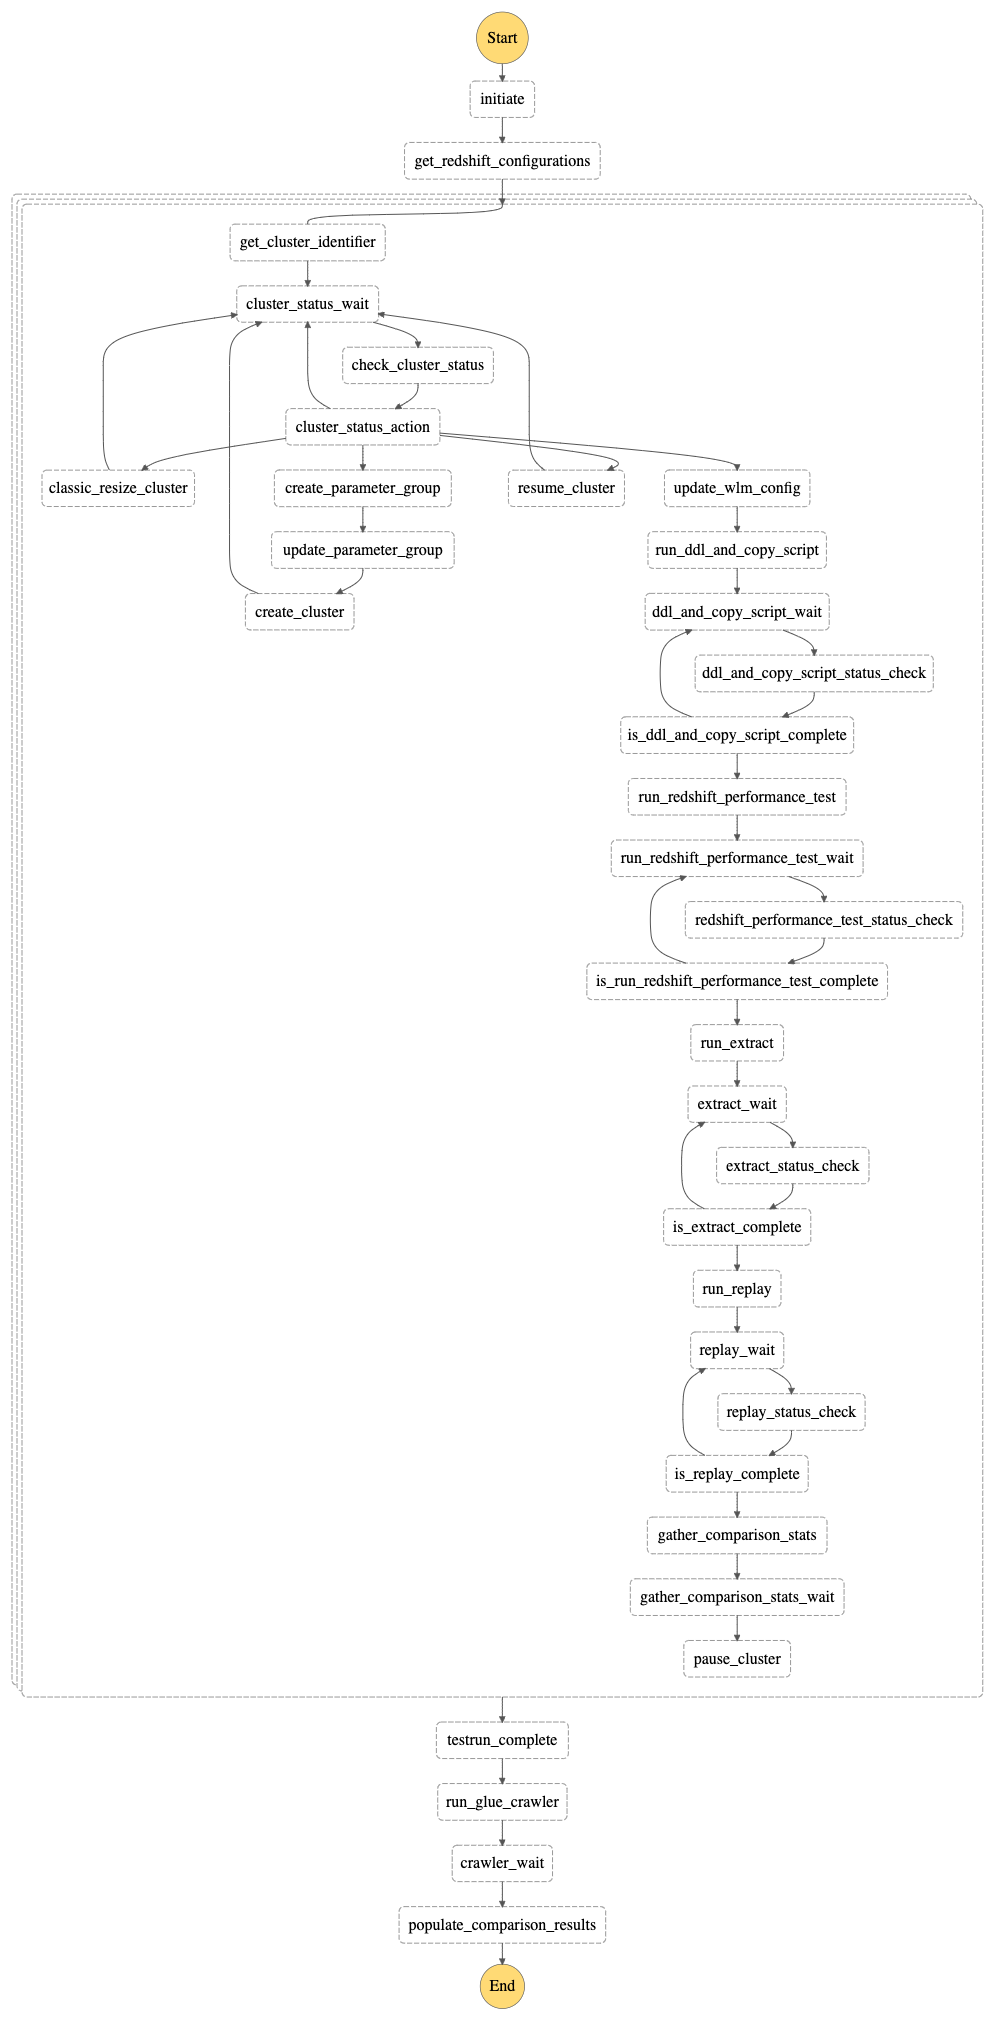 Start
initiate
get_redshift_configurations
get_cluster_identifier
cluster_status_wait
check_cluster_status
cluster_status_action
classic_resize_cluster
create_parameter_group
resume_cluster
update_wlm_config
update_parameter_group
run_ddl_and_copy_script
create_cluster
ddl_and_copy_script_wait
ddl_and_copy_script_status_check
is_ddl_and_copy_script_complete
run_redshift_performance_test
run_redshift_performance_test_wait
redshift_performance_test_status_check
is_run_redshift_performance_test_complete
run_extract
extract_wait
extract_status_check
is_extract_complete
run_replay
replay_wait
replay_status_check
is_replay_complete
gather_comparison_stats
gather_comparison_stats_wait
pause_cluster
testrun_complete
run_glue_crawler
crawler_wait
populate_comparison_results
End